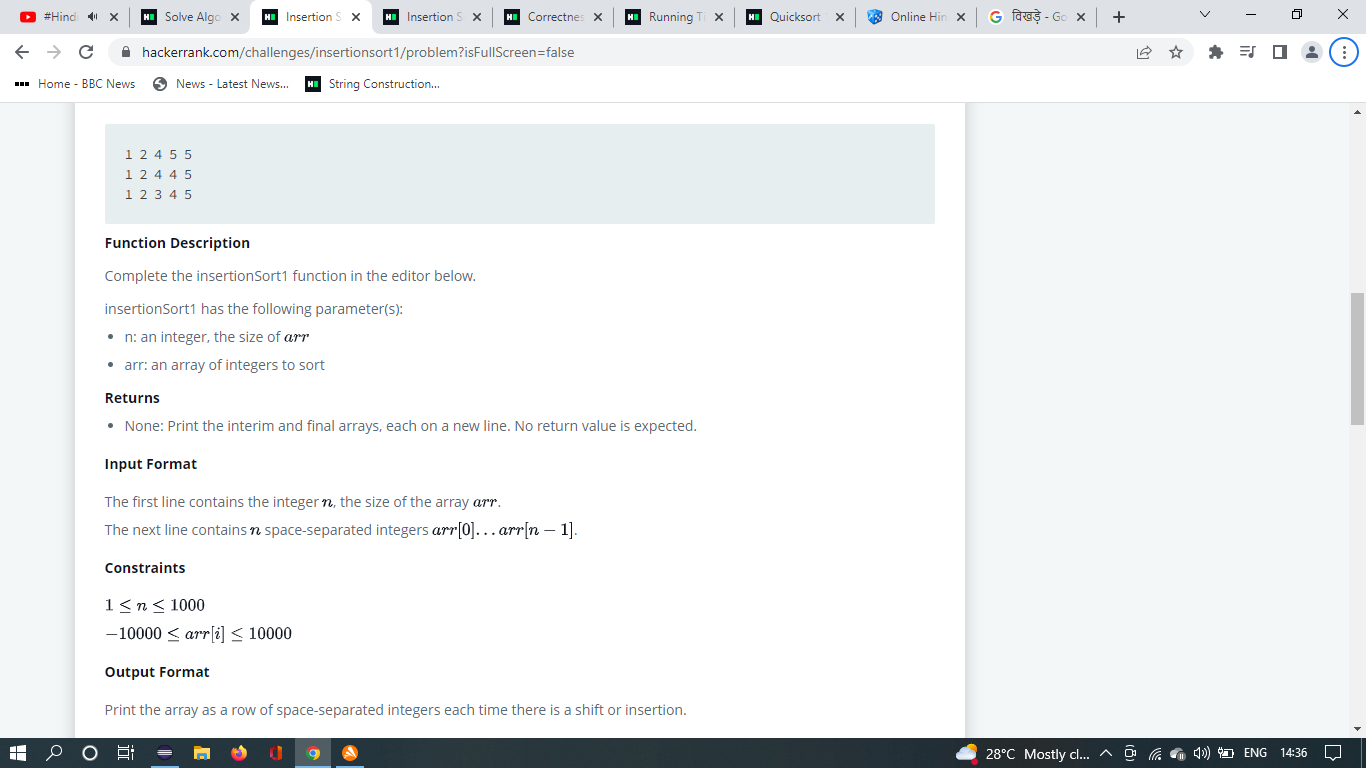 #Hindi
Solve Algo
Insertion S
Insertion S
Correctnes
Running Ti
Quicksort
Online Hin
विखड़े - Go
hackerrank.com/challenges/insertionsort1/problem?isFullScreen=false
Home - BBC News
News - Latest News...
String Construction...
1 2 4 5 5
1 2 4 4 5
1 2 3 4 5
Function Description
Complete the insertionSort1 function in the editor below.
insertionSort1 has the following parameter(s):
• n: an integer, the size of arr
• arr: an array of integers to sort
Returns
• None: Print the interim and final arrays, each on a new line. No return value is expected.
Input Format
The first line contains the integer n, the size of the array arr.
The next line contains n space-separated integers arr[0]...arr[n − 1].
Constraints
1 ≤ n ≤ 1000
−10000 ≤ arr[i] ≤ 10000
Output Format
Print the array as a row of space-separated integers each time there is a shift or insertion.
28°C Mostly cl... ENG 14:36